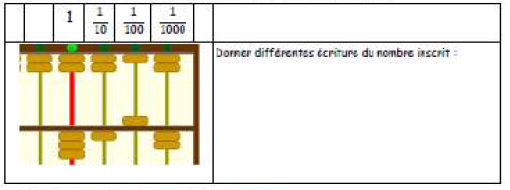 1 1/10 1/100 1/1000
Donner différentes écriture du nombre inscrit :